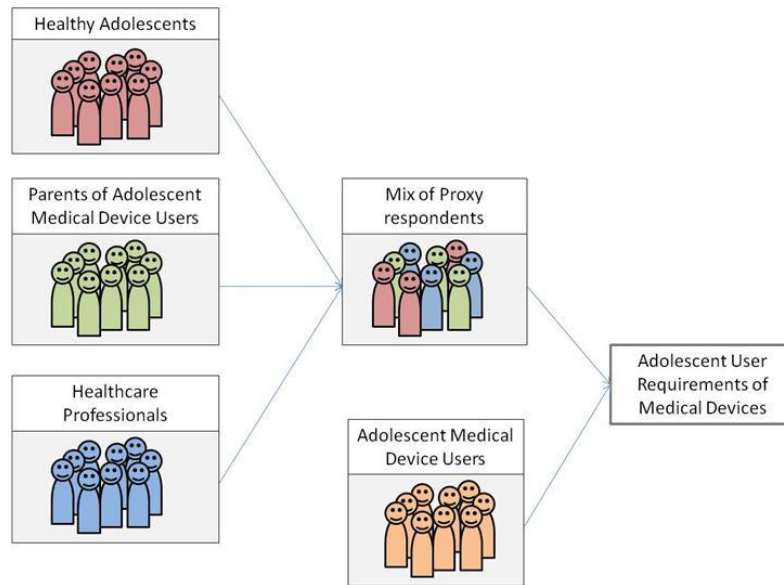 Healthy Adolescents
Parents of Adolescent
Medical Device Users
Healthcare
Professionals
Mix of Proxy
respondents
Adolescent Medical
Device Users
Adolescent User
Requirements of
Medical Devices